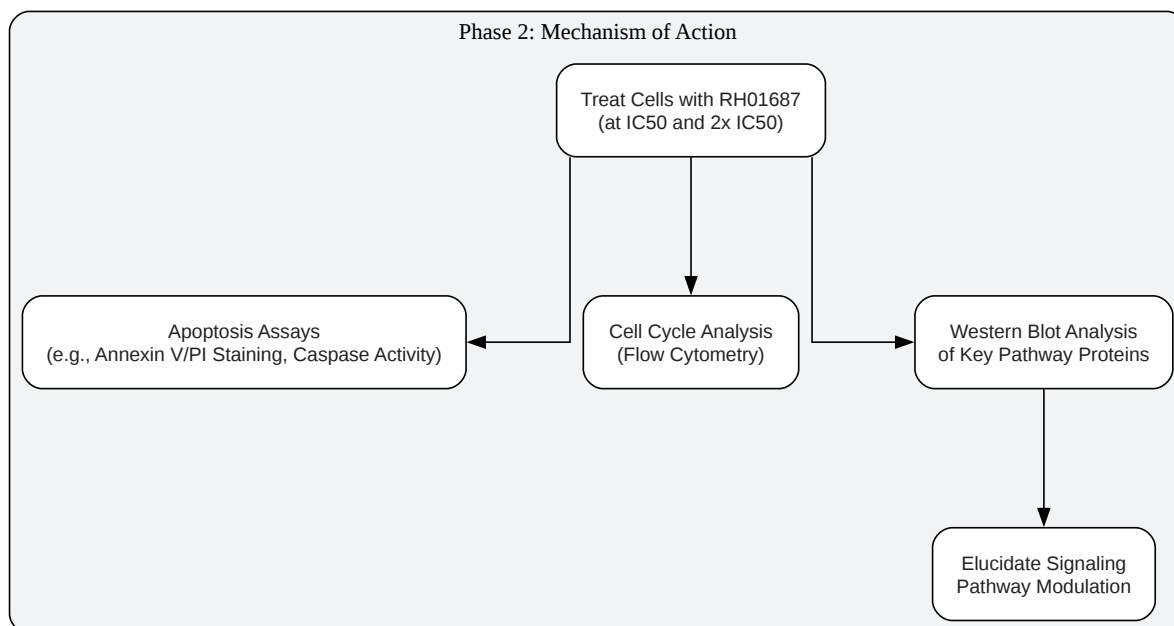 Phase 2: Mechanism of Action
Treat Cells with RH01687
(at IC50 and 2x IC50)
Apoptosis Assays
(e.g., Annexin V/PI Staining, Caspase Activity)
Cell Cycle Analysis
(Flow Cytometry)
Western Blot Analysis
of Key Pathway Proteins
Elucidate Signaling
Pathway Modulation